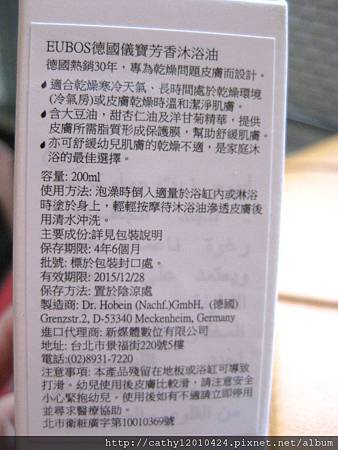 EUBOS德國儀寶芳香沐浴油
德國熱銷30年，專為乾燥問題皮膚而設計。
適合乾燥寒冷天氣、長時間處於乾燥環境
(冷氣房)或皮膚乾燥時溫和潔淨肌膚。
含大豆油，甜杏仁油及洋甘菊精華，提供
皮膚所需脂質形成保護膜，幫助舒緩肌膚。
亦可舒緩幼兒肌膚的乾燥不適，是家庭沐
浴的最佳選擇。
容量: 200ml
使用方法: 泡澡時倒入適量於浴缸內或淋浴
時塗於身上，輕輕按摩待沐浴油滲透皮膚後
用清水沖洗。
主要成份:詳見包裝說明
保存期限: 4年6個月
批號: 標於包裝封口處。
有效期限: 2015/12/28
保存方法: 置於陰涼處
製造商: Dr. Hobein (Nachf.)GmbH, (德國)
Grenzstr.2, D-53340 Meckenheim, Germany
進口代理商: 新媒體數位有限公司
地址: 台北市景福街220號5樓
電話:(02)8931-7220
注意事項: 本產品殘留在地板或浴缸可導致
打滑。幼兒使用後皮膚比較滑，請注意安全
小心緊抱幼兒。使用後如有不適請立即停用
並尋求醫療協助。
北市衛粧廣字第10010369號
http://cathy12010424.pixnet.net/album